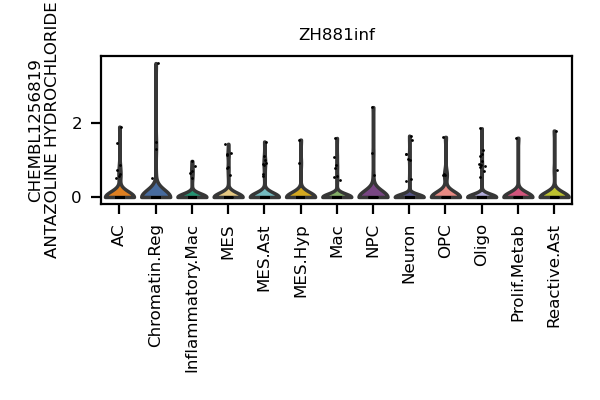 ZH881inf
CHEMBL1256819
ANTAZOLINE HYDROCHLORIDE
2
0
AC
Chromatin.Reg
Inflammatory.Mac
MES
MES.Ast
MES.Hyp
Mac
NPC
Neuron
OPC
Oligo
Prolif.Metab
Reactive.Ast